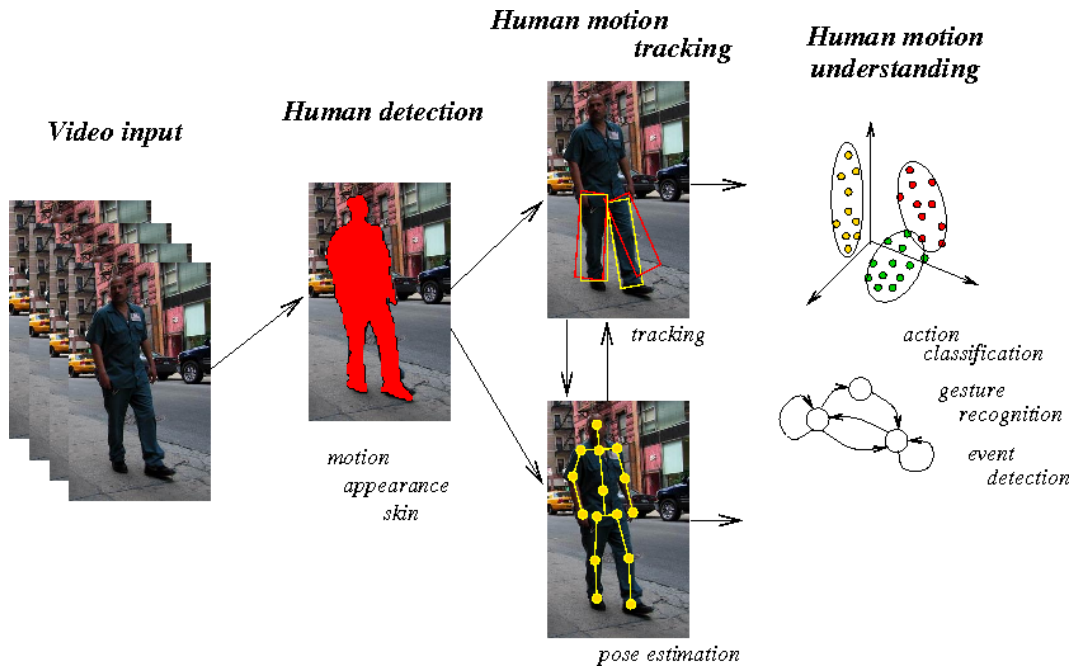 Video input
Human detection
motion
appearance
skin
Human motion
tracking
tracking
pose estimation
Human motion
understanding
action
classification
gesture
recognition
event
detection